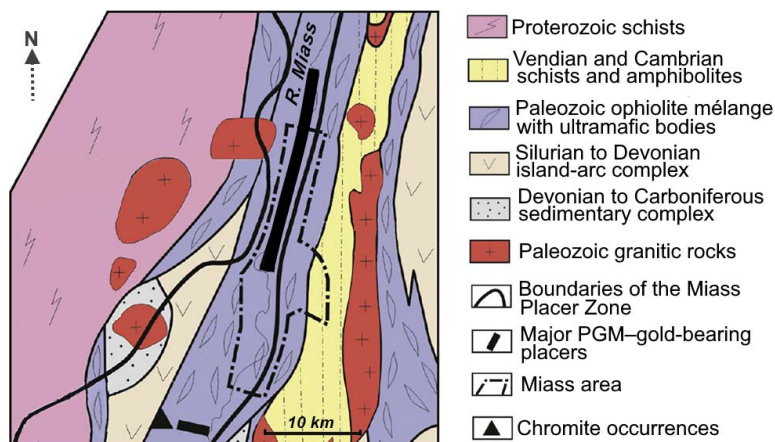 N
R. Miass
10 km
Proterozoic schists
Vendian and Cambrian
schists and amphibolites
Paleozoic ophiolite mélange
with ultramafic bodies
Silurian to Devonian
island-arc complex
Devonian to Carboniferous
sedimentary complex
Paleozoic granitic rocks
Boundaries of the Miass
Placer Zone
Major PGM–gold-bearing
placers
Miass area
Chromite occurrences